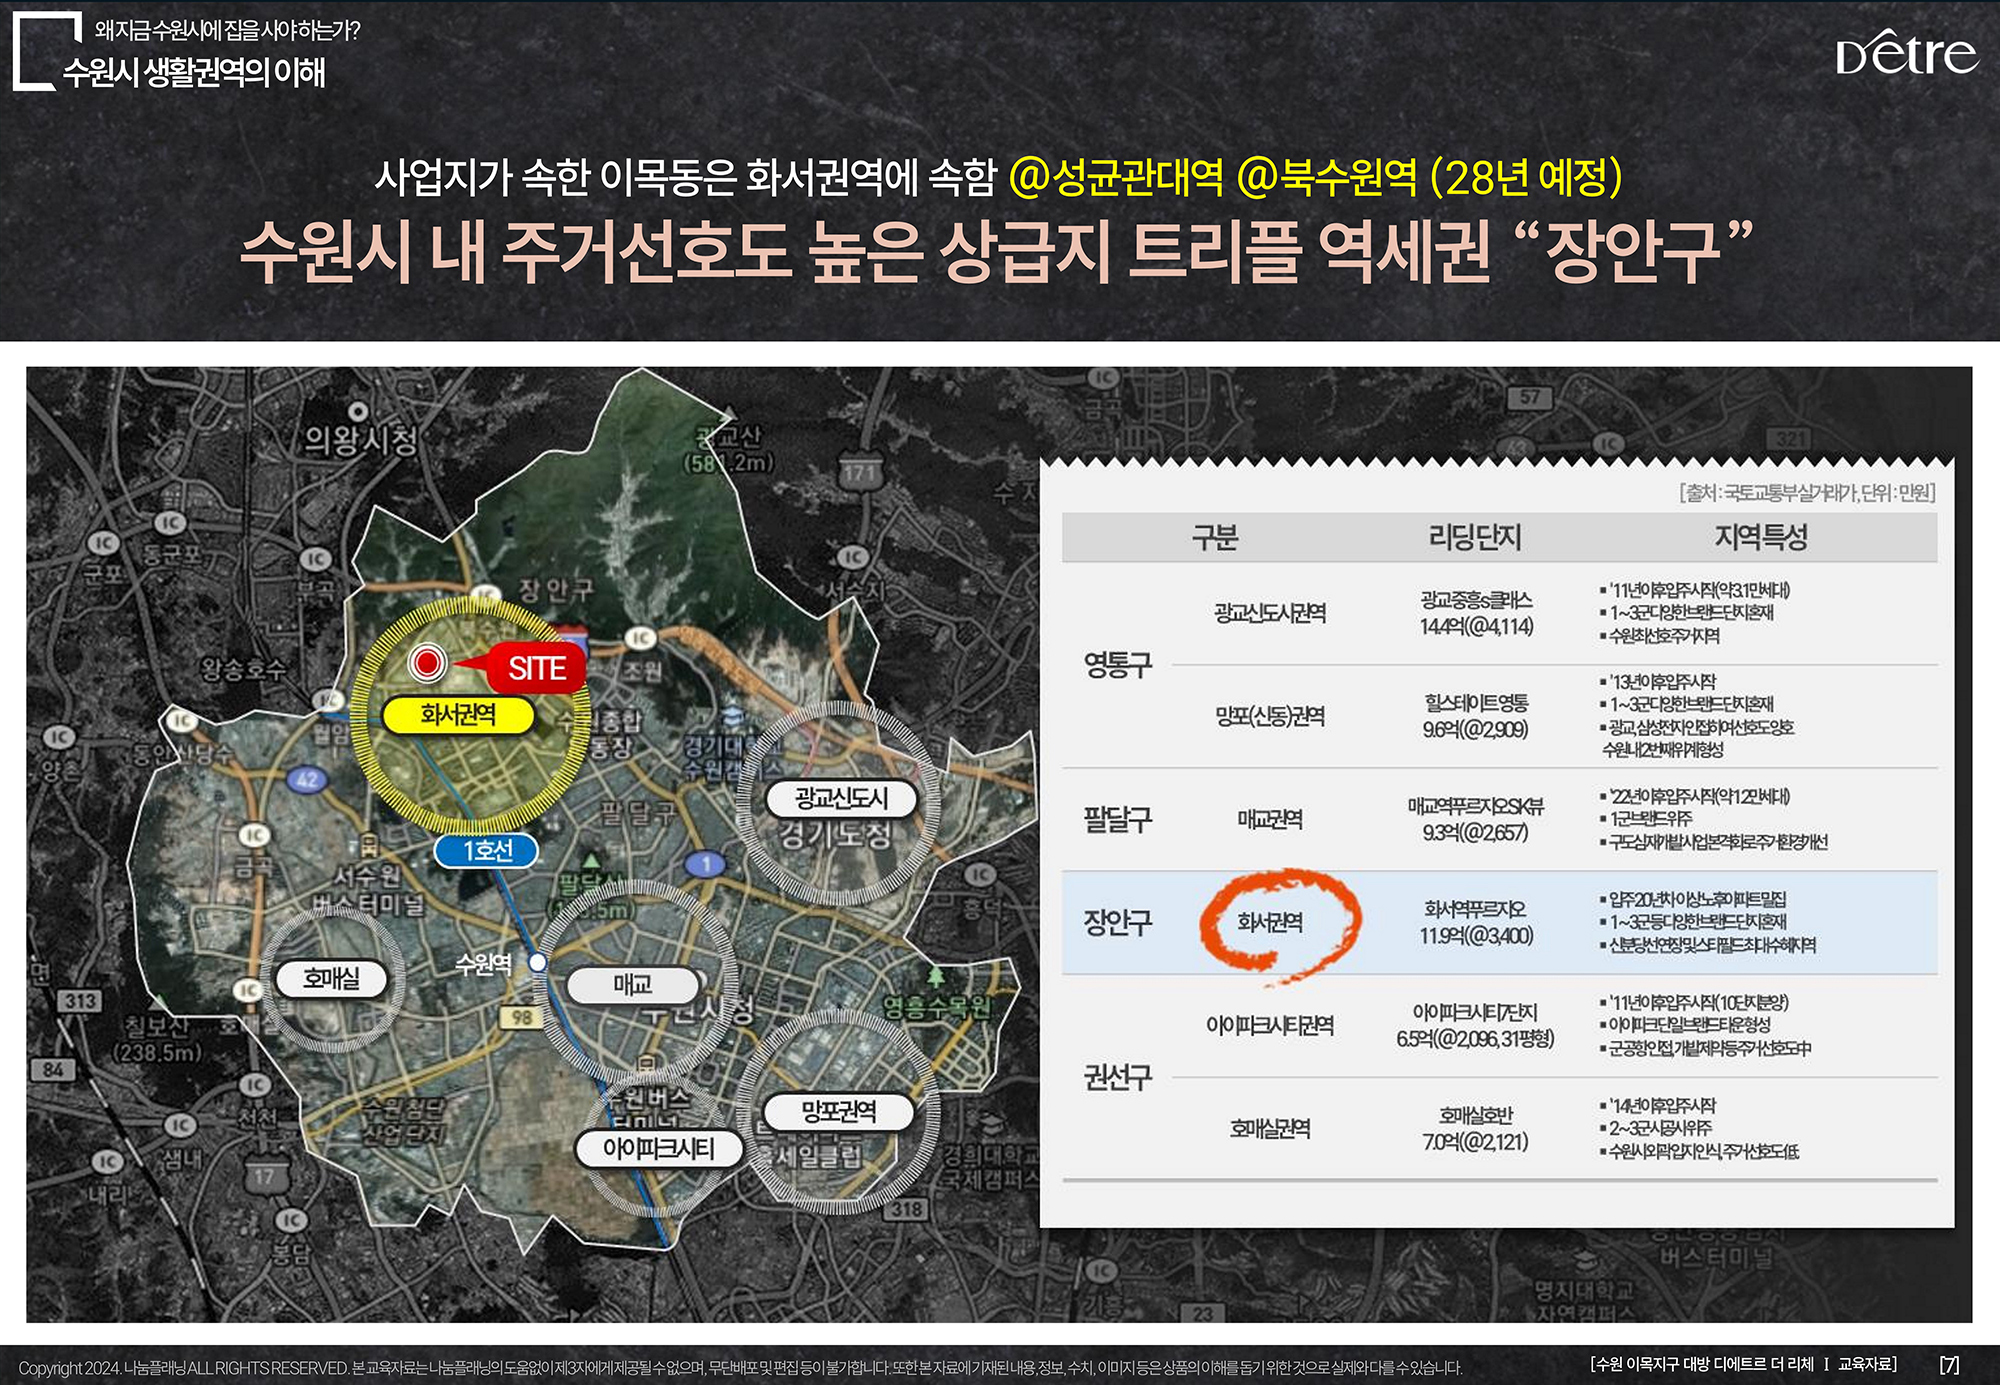 왜 지금 수원시에 집을 사야 하는가?
수원시 생활권역의 이해
D'être
사업지가 속한 이목동은 화서권역에 속함 @성균관대역 @북수원역 (28년 예정)
수원시 내 주거선호도 높은 상급지 트리플 역세권 “장안구”
의왕시청
광교산
(581.2m)
171
IC
금곡
57
IC
321
수지
IC
동군포
IC
군포
IC
부곡
IC
서수지
장안구
IC
조원
왕송호수
SITE
화서권역
IC
동안산당수
IC
월암
IC
양촌
42
경기대학교
수원캠퍼스
광교신도시
경기도청
팔달구
IC
금곡
1호선
1
서수원
버스터미널
팔달산
IC
흥덕
호매실
수원역
매교
수원시청
영흥수목원
IC
98
313
칠보산
(238.5m)
84
IC
천천
수원첨단
산업단지
수원버스
터미널
아이파크시티
망포권역
경희대학교
국제캠퍼스
IC
샘내
IC
내리
17
IC
봉담
318
버스터미널
명지대학교
자연캠퍼스
IC
기흥
23
[출처 : 국토교통부 실거래가, 단위 : 만원]
구분 리딩단지 지역특성
영통구
광교신도시권역
광교중흥s클래스
14.4억(@4,114)
▪ '11년 이후 입주 시작(약 3.1만세대)
▪ 1~3군 다양한 브랜드 단지 혼재
▪ 수원 최선호 주거지역
망포(신동)권역
힐스테이트 영통
9.6억(@2,909)
▪ '13년 이후 입주 시작
▪ 1~3군 다양한 브랜드 단지 혼재
▪ 광교, 삼성전자 인접하여 선호도 양호
수원 내 2번째 위계 형성
팔달구
매교권역
매교역푸르지오SK뷰
9.3억(@2,657)
▪ '22년 이후 입주 시작(약 1.2만세대)
▪ 1군 브랜드 위주
▪ 구도심 재개발 사업 본격화로 주거환경 개선
장안구
화서권역
화서역푸르지오
11.9억(@3,400)
▪ 입주 20년차 이상 노후 아파트 밀집
▪ 1~3군 등 다양한 브랜드 단지 혼재
▪ 신분당선 연장 및 스타필드 최대 수혜지역
권선구
아이파크시티권역
아이파크시티7단지
6.5억(@2,096, 31평형)
▪ '11년 이후 입주 시작(10단지 분양)
▪ 아이파크 단일 브랜드 타운 형성
▪ 군공항 인접, 개발제약 등 주거선호도 中
호매실권역
호매실호반
7.0억(@2,121)
▪ '14년 이후 입주 시작
▪ 2~3군 시공사 위주
▪ 수원시 외곽 입지 인식, 주거선호도 低
Copyright 2024. 나눔플래닝 ALL RIGHTS RESERVED. 본 교육자료는 나눔플래닝의 도움없이 제3자에게 제공될 수 없으며, 무단배포 및 편집 등이 불가합니다. 또한 본 자료에 기재된 내용, 정보, 수치, 이미지 등은 상품의 이해를 돕기 위한 것으로 실제와 다를 수 있습니다.
[수원 이목지구 대방 디에트르 더 리체 I 교육자료]
[7]